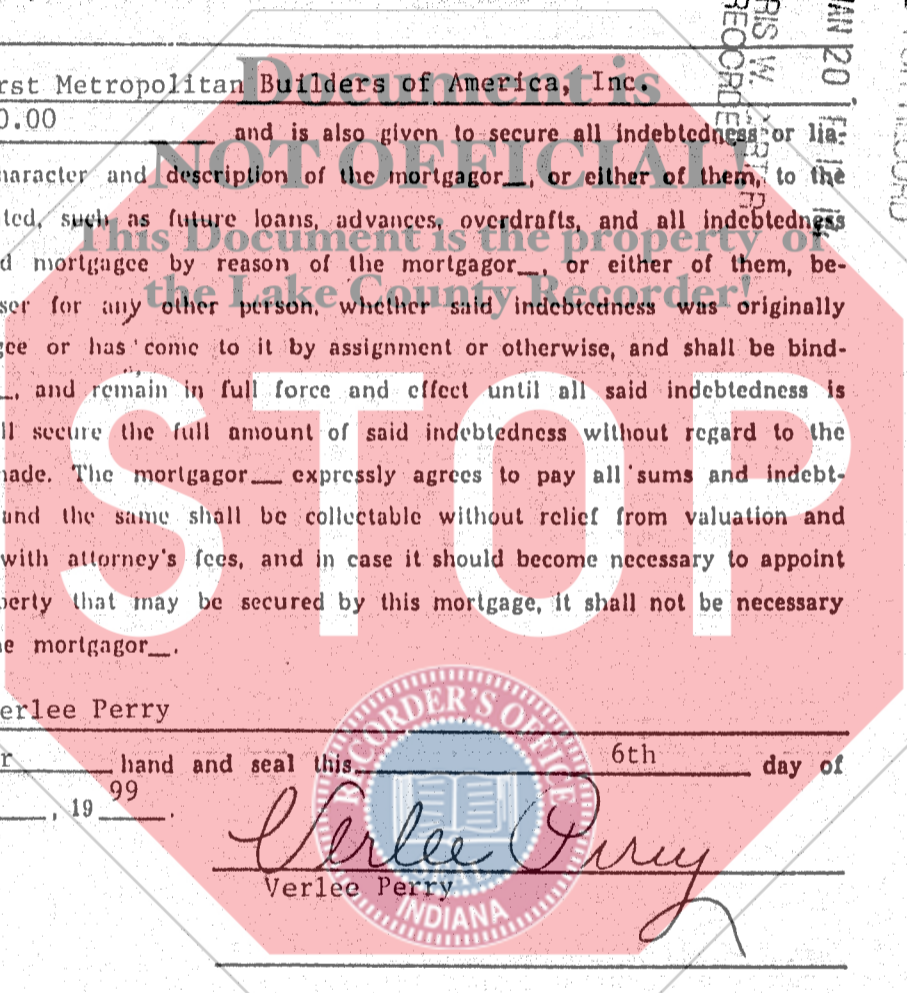 rst Metropolitan Builders of America, Inc.
0.00 and is also given to secure all indebtedness or lia-
haracter and description of the mortgagor__, or either of them, to the
ted, such as future loans, advances, overdrafts, and all indebtedness
d mortgagee by reason of the mortgagor__, or either of them, be-
ser for any other person, whether said indebtedness was originally
gee or has come to it by assignment or otherwise, and shall be bind-
__, and remain in full force and effect until all said indebtedness is
ll secure the full amount of said indebtedness without regard to the
nade. The mortgagor__ expressly agrees to pay all sums and indebt-
and the same shall be collectable without relief from valuation and
with attorney's fees, and in case it should become necessary to appoint
perty that may be secured by this mortgage, it shall not be necessary
e mortgagor__.
erlee Perry
r hand and seal this 6th day of
____, 19 99.
Verlee Perry
Verlee Perry
Document is
NOT OFFICIAL!
This Document is the property of
the Lake County Recorder!
STOP
RECORDER'S OFFICE
SEAL
INDIANA
JAN 20
RIS W.